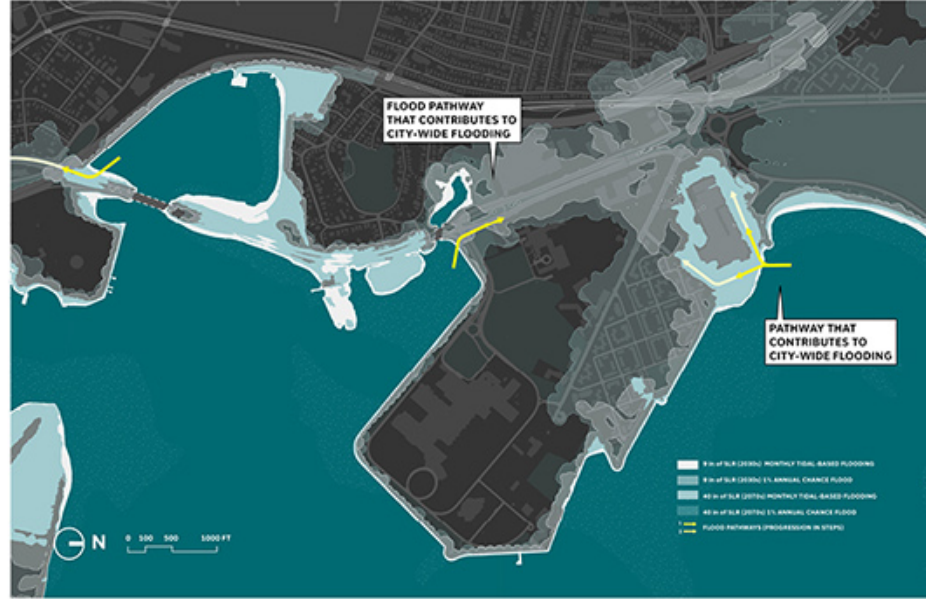 FLOOD PATHWAY
THAT CONTRIBUTES TO
CITY-WIDE FLOODING
PATHWAY THAT
CONTRIBUTES TO
CITY-WIDE FLOODING
9 in of SLR (2030s) MONTHLY TIDAL-BASED FLOODING
9 in of SLR (2030s) 1% ANNUAL CHANCE FLOOD
40 in of SLR (2070s) MONTHLY TIDAL-BASED FLOODING
40 in of SLR (2070s) 1% ANNUAL CHANCE FLOOD
FLOOD PATHWAYS (PROGRESSION IN STEPS)
N
0 100 500 1000 FT